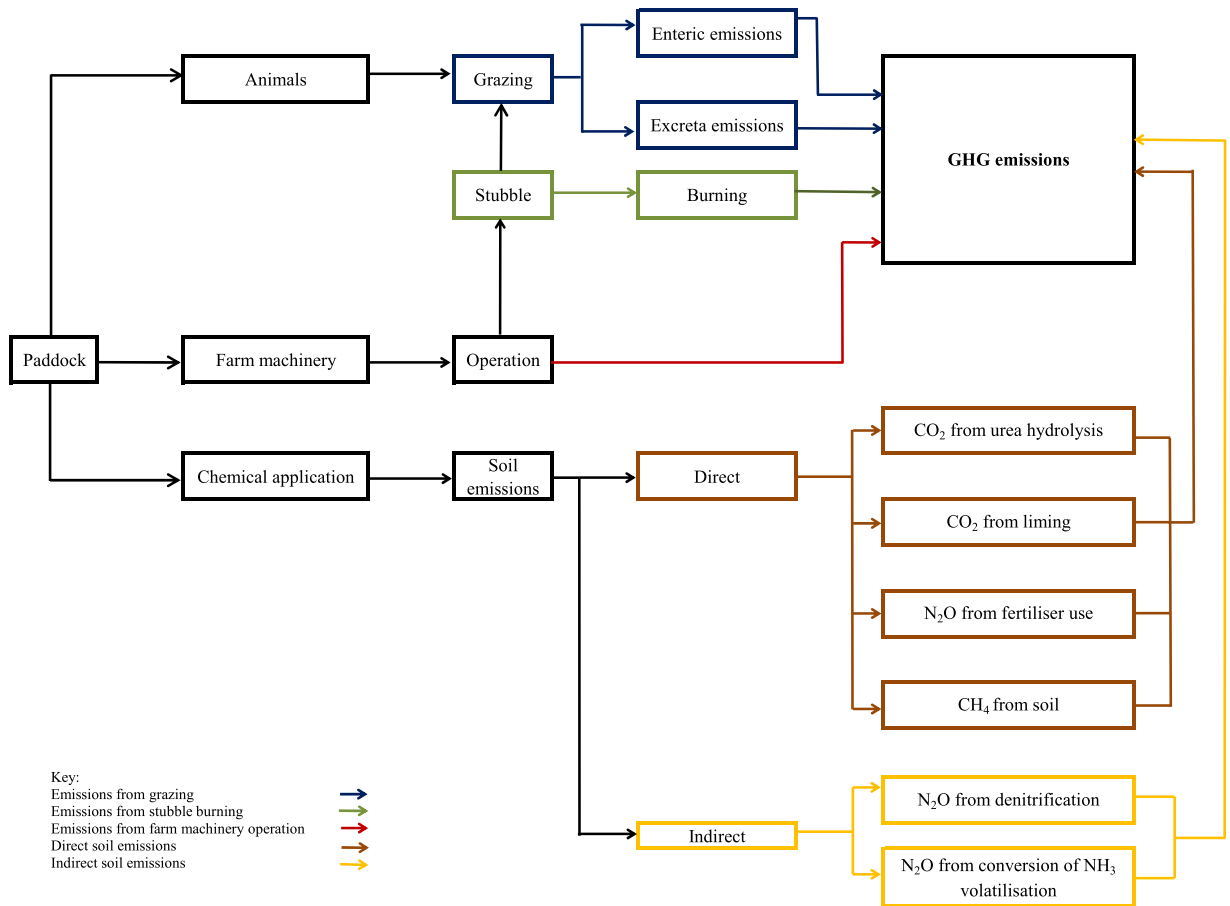 Enteric emissions
Animals
Grazing
Excreta emissions
GHG emissions
Stubble
Burning
Paddock
Farm machinery
Operation
CO₂ from urea hydrolysis
Chemical application
Soil
emissions
Direct
CO₂ from liming
N₂O from fertiliser use
CH₄ from soil
Key:
Emissions from grazing
Emissions from stubble burning
Emissions from farm machinery operation
Direct soil emissions
Indirect soil emissions
N₂O from denitrification
Indirect
N₂O from conversion of NH₃
volatilisation